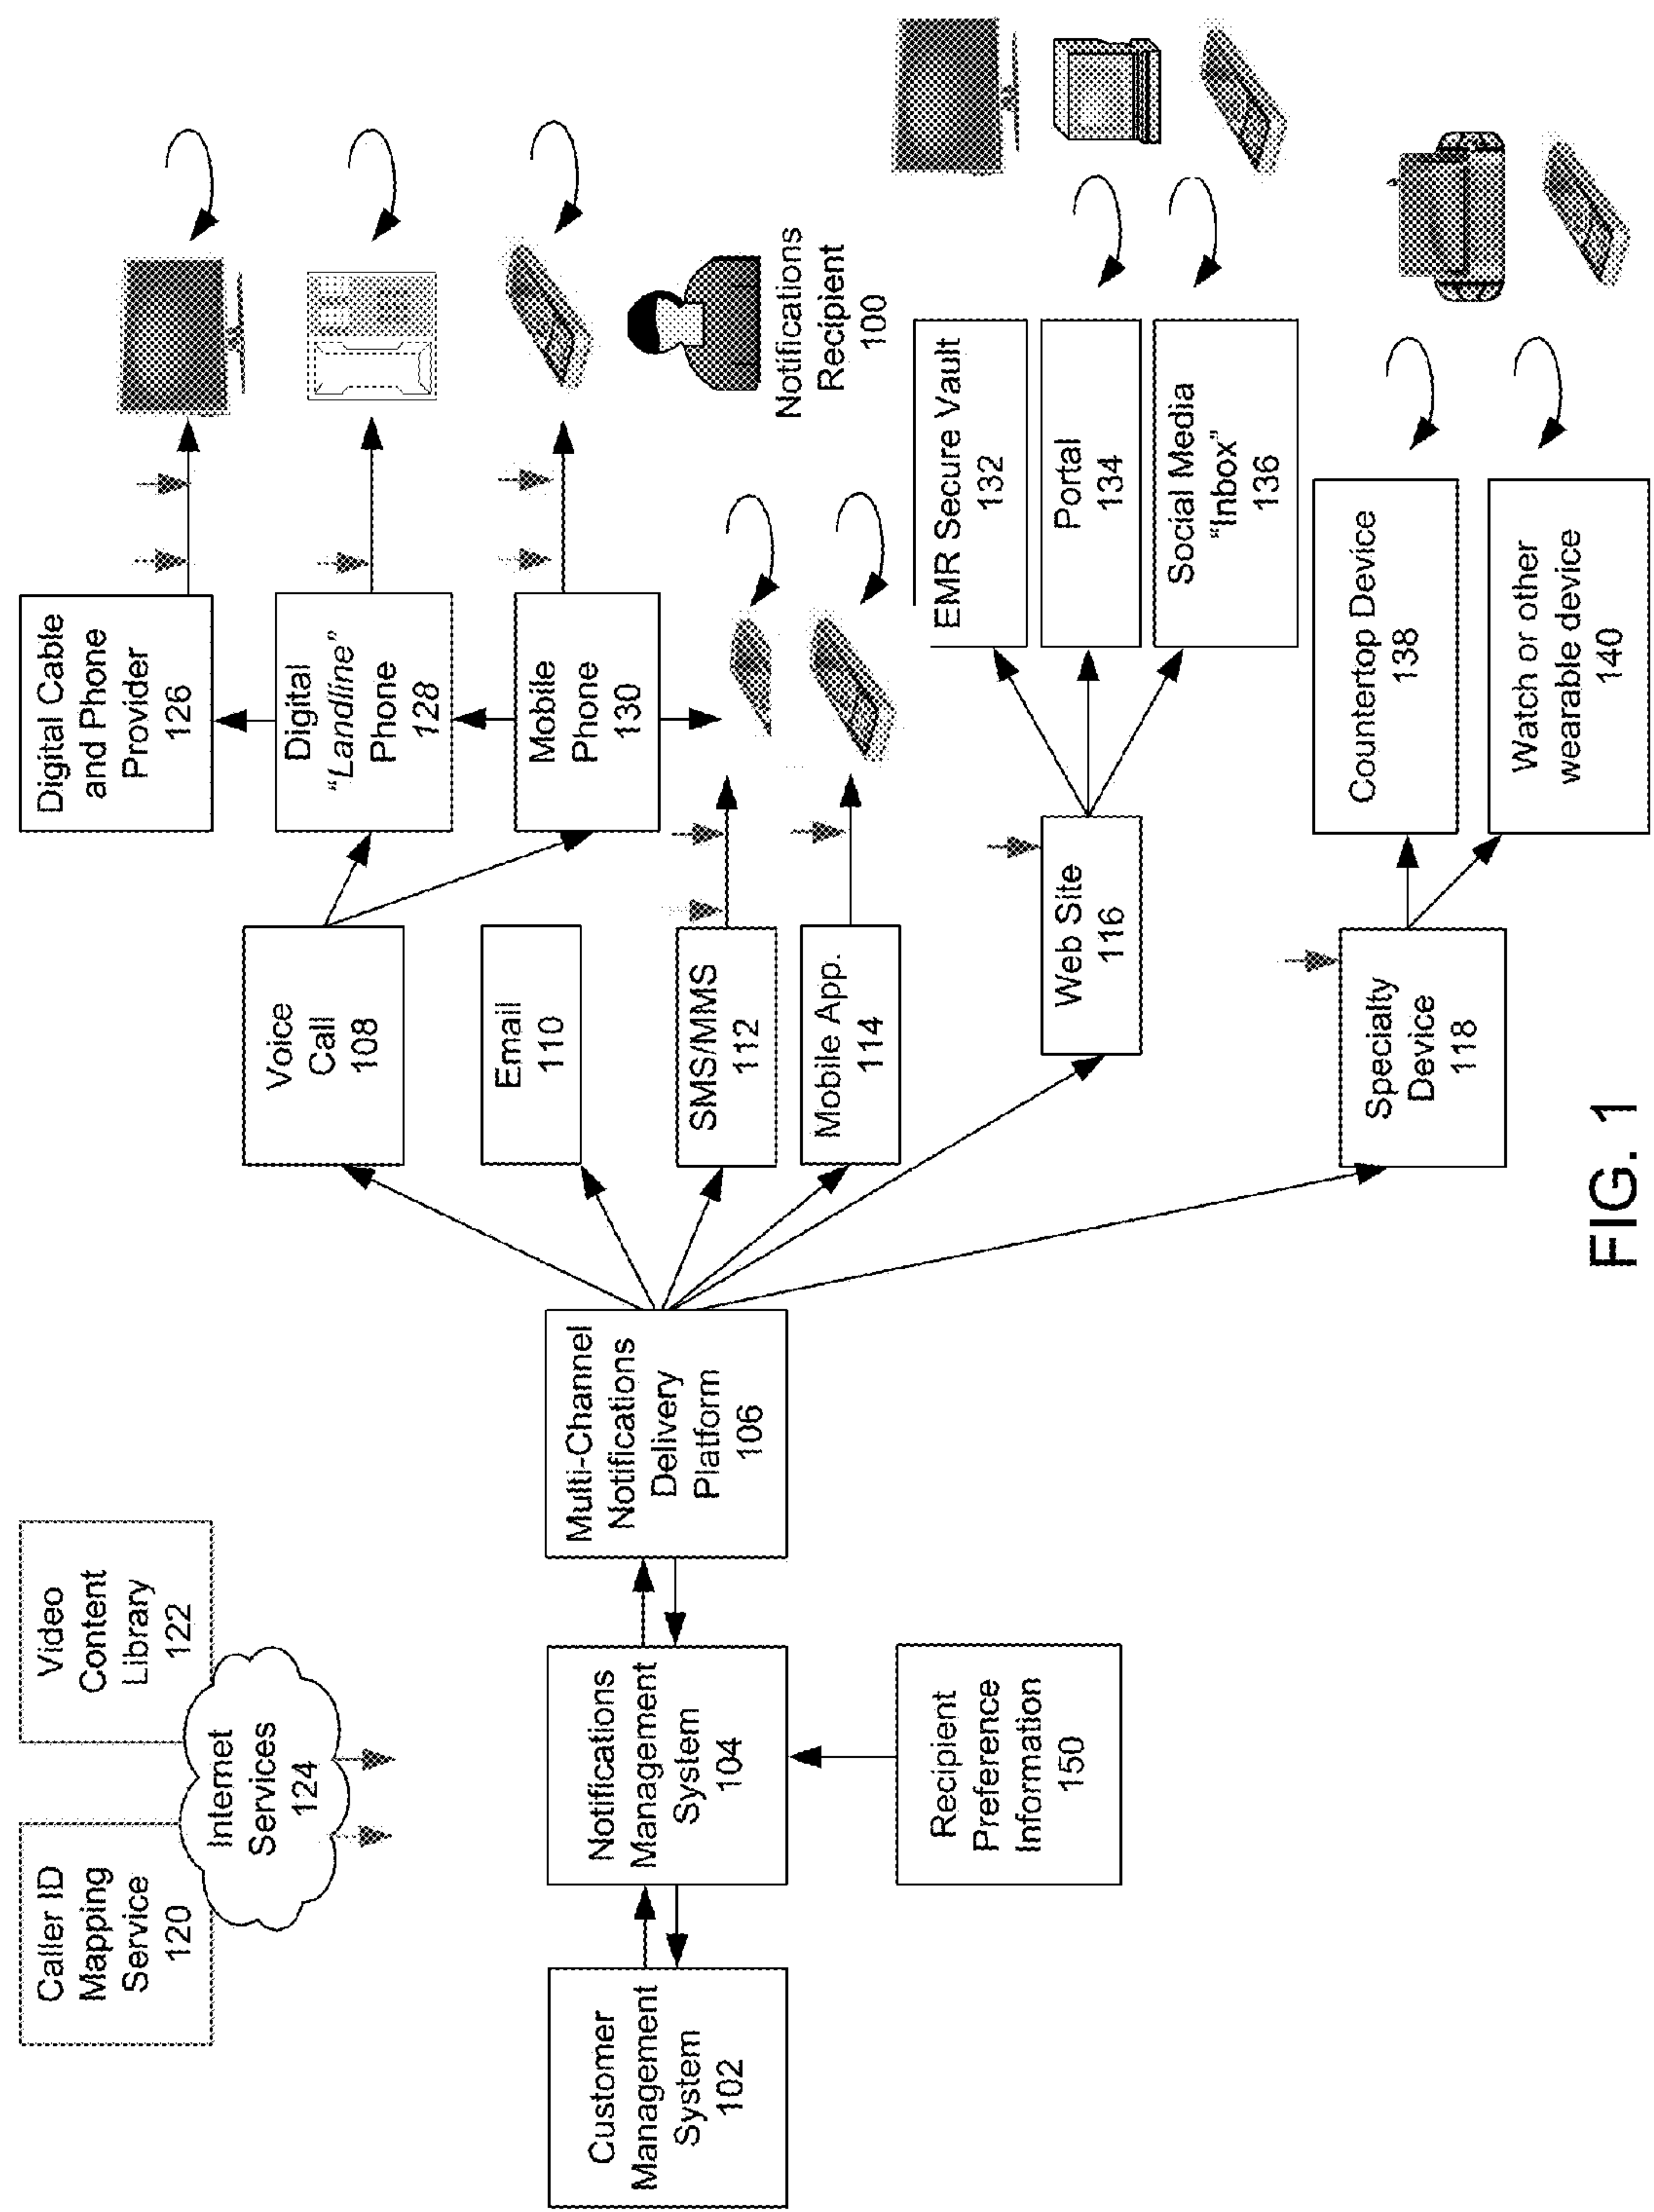 Caller ID
Mapping
Service
120
Video
Content
Library
122
Internet
Services
124
Customer
Management
System
102
Notifications
Management
System
104
Recipient
Preference
Information
150
Multi-Channel
Notifications
Delivery
Platform
106
Voice
Call
108
Email
110
SMS/MMS
112
Mobile App.
114
Web Site
116
Specialty
Device
118
Digital Cable
and Phone
Provider
126
Digital
“Landline”
Phone
128
Mobile
Phone
130
Notifications
Recipient
100
EMR Secure Vault
132
Portal
134
Social Media
“Inbox”
136
Countertop Device
138
Watch or other
wearable device
140
FIG. 1